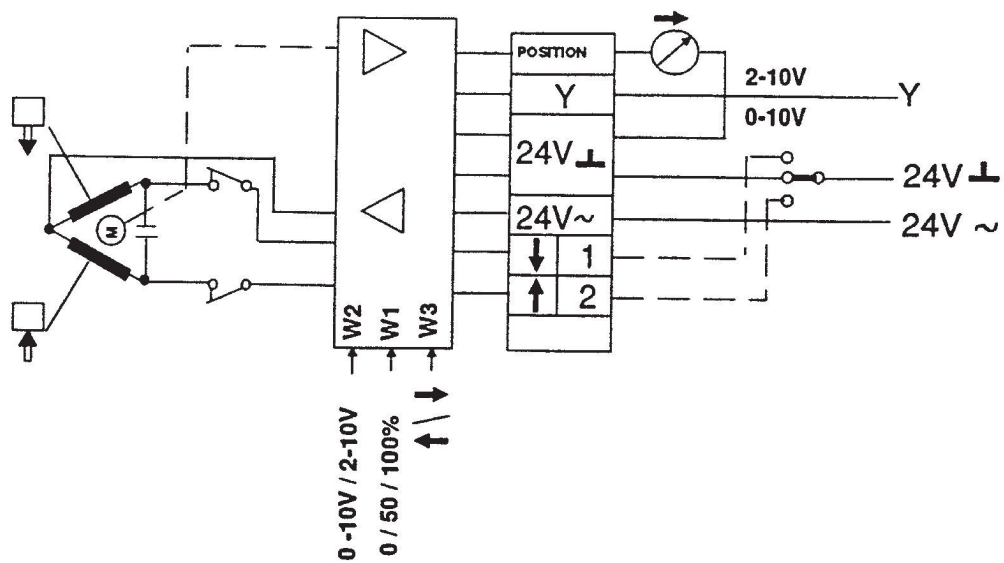 POSITION
Y
24V⊥
24V~
1
2
2-10V
0-10V
Y
24V⊥
24V~
M
W2
W1
W3
0-10V / 2-10V
0 / 50 / 100%